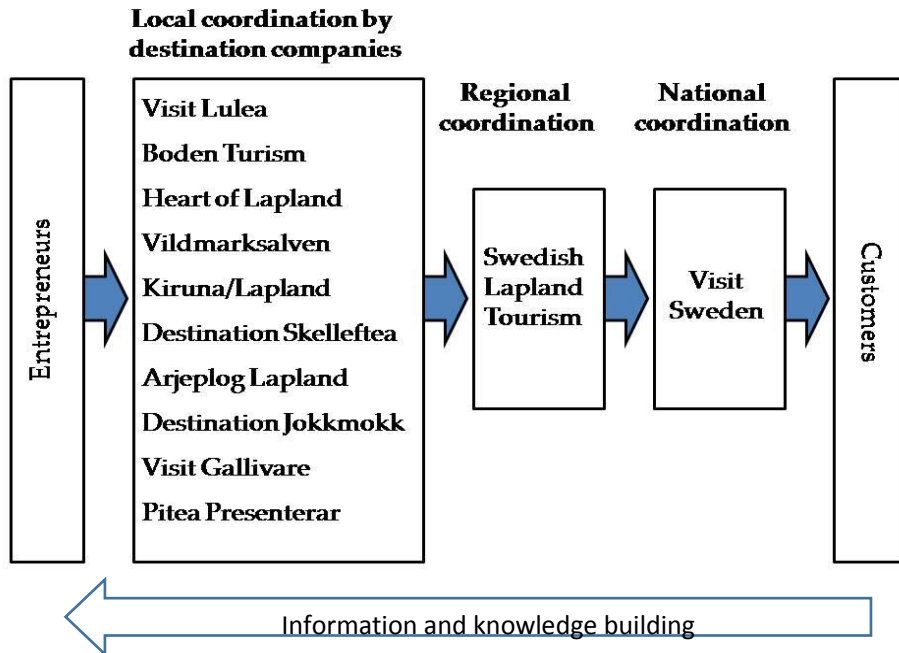 Local coordination by
destination companies
Entrepreneurs
Visit Lulea
Boden Turism
Heart of Lapland
Vildmarksalven
Kiruna/Lapland
Destination Skelleftea
Arjeplog Lapland
Destination Jokkmokk
Visit Gallivare
Pitea Presenterar
Regional
coordination
Swedish
Lapland
Tourism
National
coordination
Visit
Sweden
Customers
Information and knowledge building